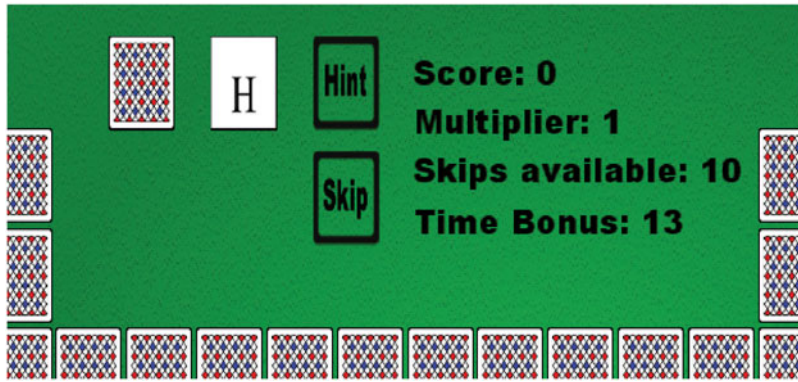 H
Hint
Score: 0
Multiplier: 1
Skip
Skips available: 10
Time Bonus: 13